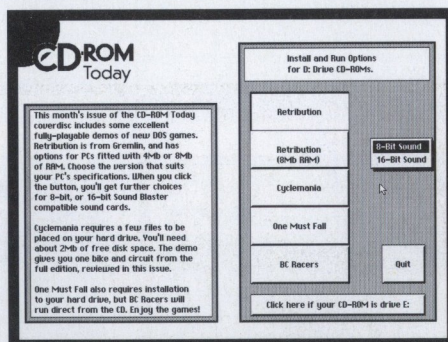 CD-ROM
Today
This month's issue of the CD-ROM Today
coverdisc includes some excellent
fully-playable demos of new DOS games.
Retribution is from Gremlin, and has
options for PCs fitted with 4Mb or 8Mb
of RAM. Choose the version that suits
your PC's specifications. When you click
the button, you'll get further choices
for 8-bit, or 16-bit Sound Blaster
compatible sound cards.
Cyclemania requires a few files to be
placed on your hard drive. You'll need
about 2Mb of free disk space. The demo
gives you one bike and circuit from the
full edition, reviewed in this issue.
One Must Fall also requires installation
to your hard drive, but BC Racers will
run direct from the CD. Enjoy the games!
Install and Run Options
for D: Drive CD-ROMs.
Retribution
Retribution
(8Mb RAM)
8-Bit Sound
16-Bit Sound
Cyclemania
One Must Fall
BC Racers
Quit
Click here if your CD-ROM is drive E: